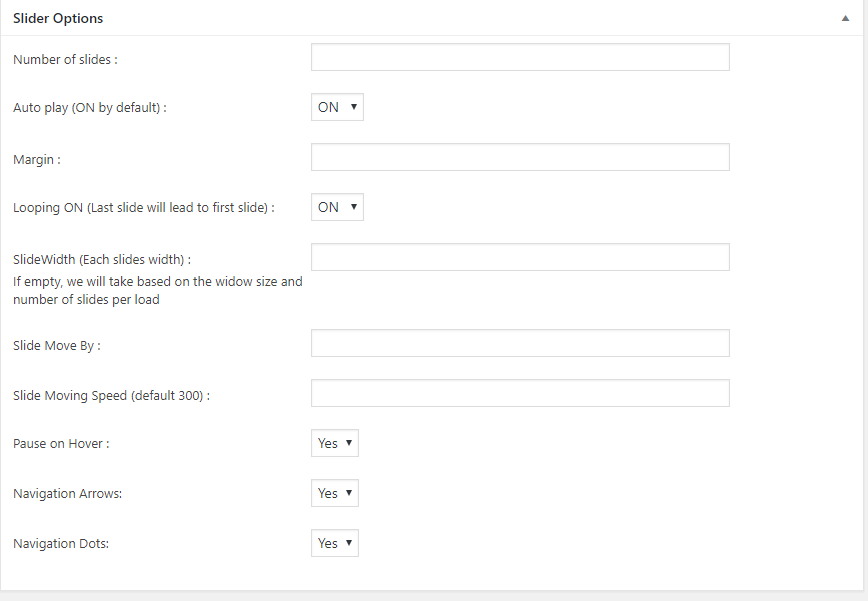 Slider Options
Number of slides :
Auto play (ON by default) :
ON
Margin :
Looping ON (Last slide will lead to first slide) :
ON
SlideWidth (Each slides width) :
If empty, we will take based on the widow size and
number of slides per load
Slide Move By :
Slide Moving Speed (default 300) :
Pause on Hover :
Yes
Navigation Arrows:
Yes
Navigation Dots:
Yes